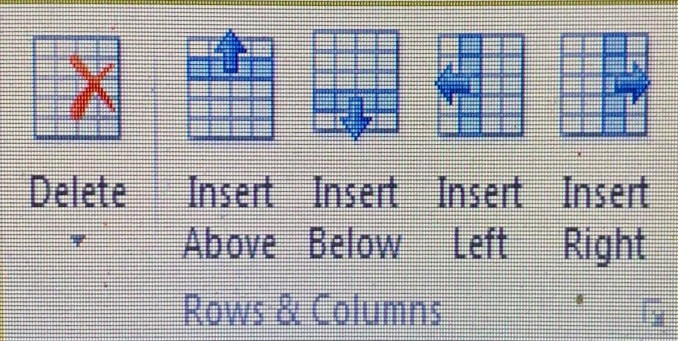 Delete
Insert Above
Insert Below
Insert Left
Insert Right
Rows & Columns